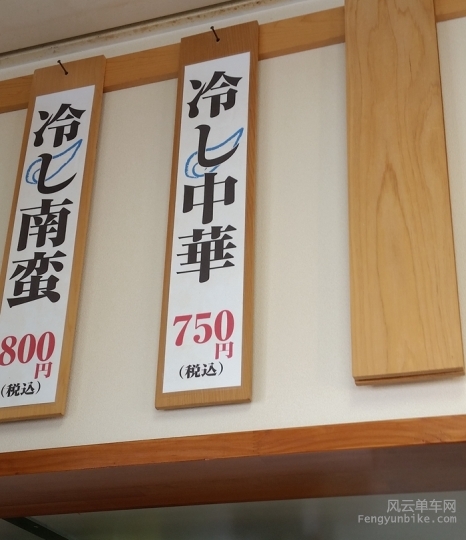 冷し南蛮
800円
(税込)
冷し中華
750円
(税込)
风云单车网
Fengyunbike.com